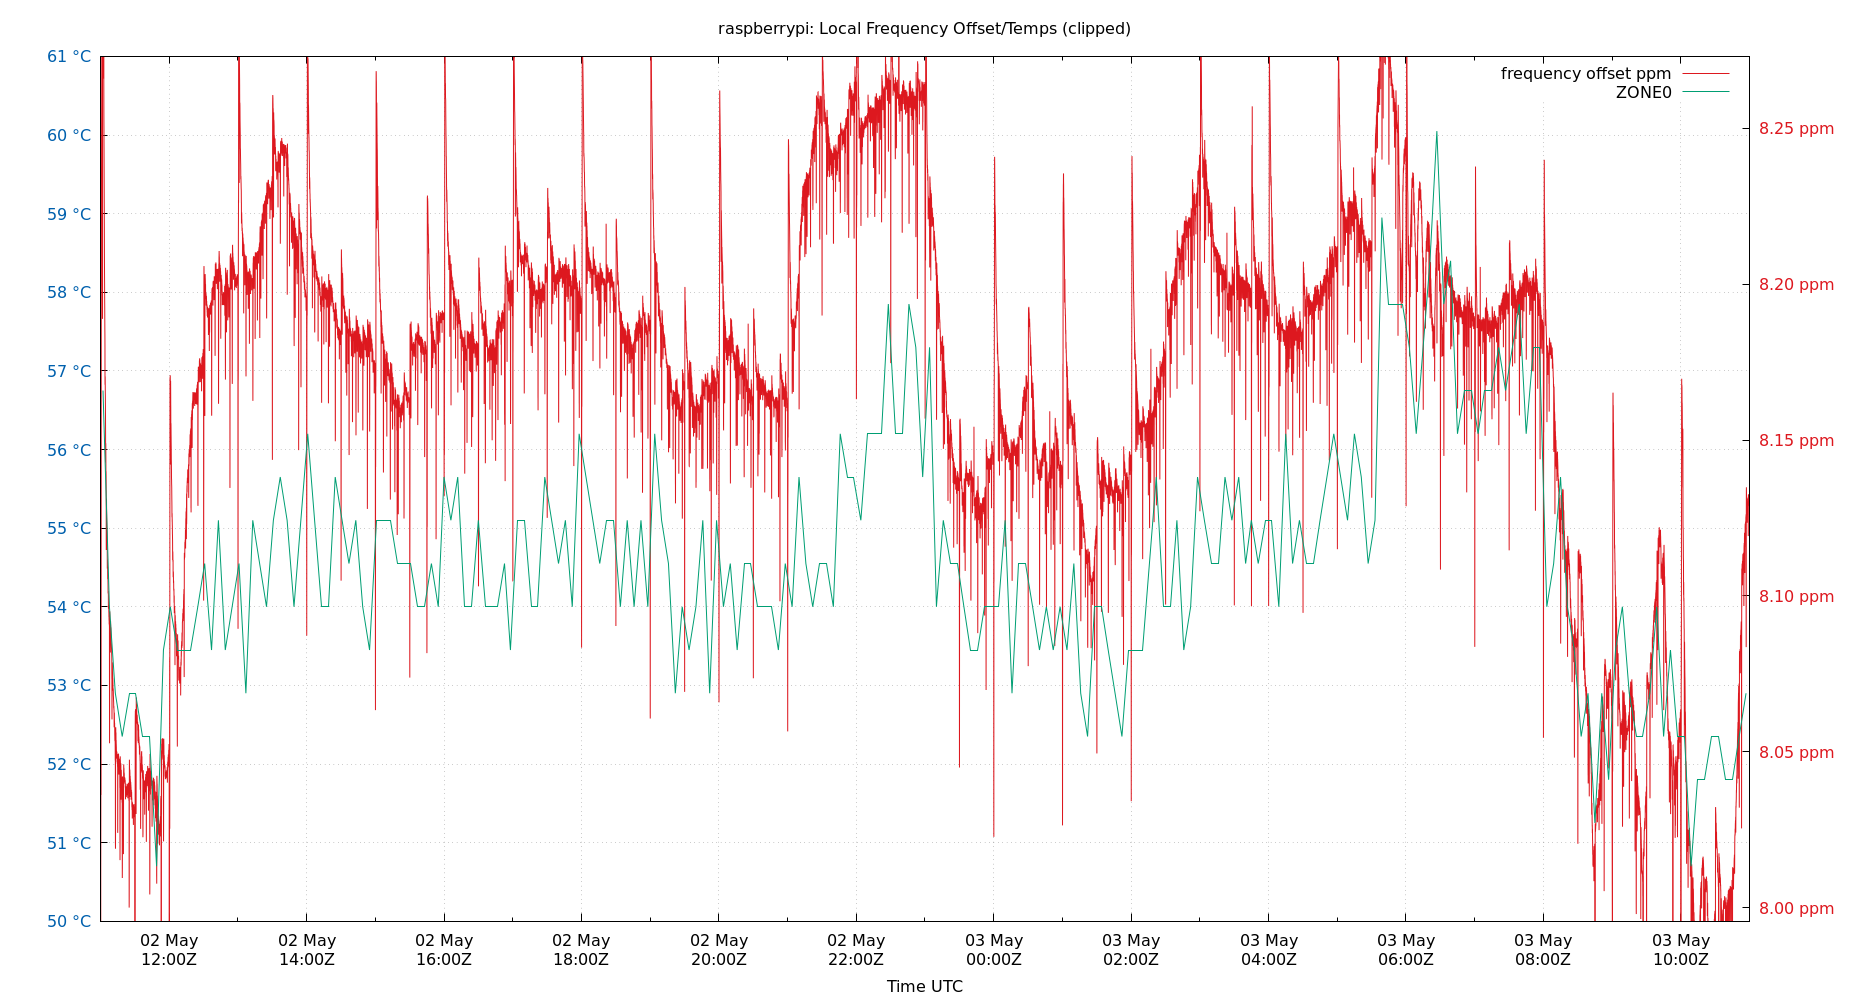 raspberrypi: Local Frequency Offset/Temps (clipped)
frequency offset ppm
ZONE0
61 °C
60 °C
59 °C
58 °C
57 °C
56 °C
55 °C
54 °C
53 °C
52 °C
51 °C
50 °C
8.25 ppm
8.20 ppm
8.15 ppm
8.10 ppm
8.05 ppm
8.00 ppm
02 May 02 May 02 May 02 May 02 May 02 May 03 May 03 May 03 May 03 May 03 May 03 May
12:00Z 14:00Z 16:00Z 18:00Z 20:00Z 22:00Z 00:00Z 02:00Z 04:00Z 06:00Z 08:00Z 10:00Z
Time UTC